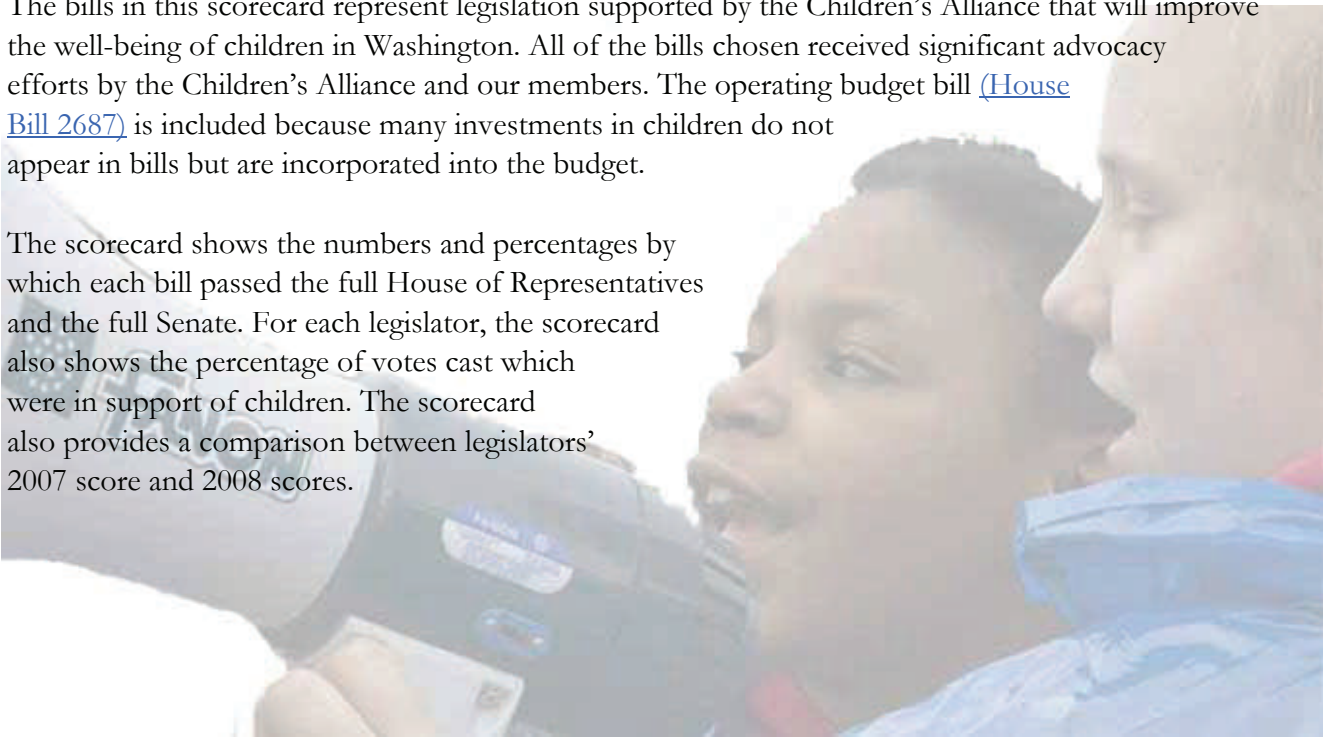 The bills in this scorecard represent legislation supported by the Children's Alliance that will improve
the well-being of children in Washington. All of the bills chosen received significant advocacy
efforts by the Children's Alliance and our members. The operating budget bill (House
Bill 2687) is included because many investments in children do not
appear in bills but are incorporated into the budget.
The scorecard shows the numbers and percentages by
which each bill passed the full House of Representatives
and the full Senate. For each legislator, the scorecard
also shows the percentage of votes cast which
were in support of children. The scorecard
also provides a comparison between legislators'
2007 score and 2008 scores.